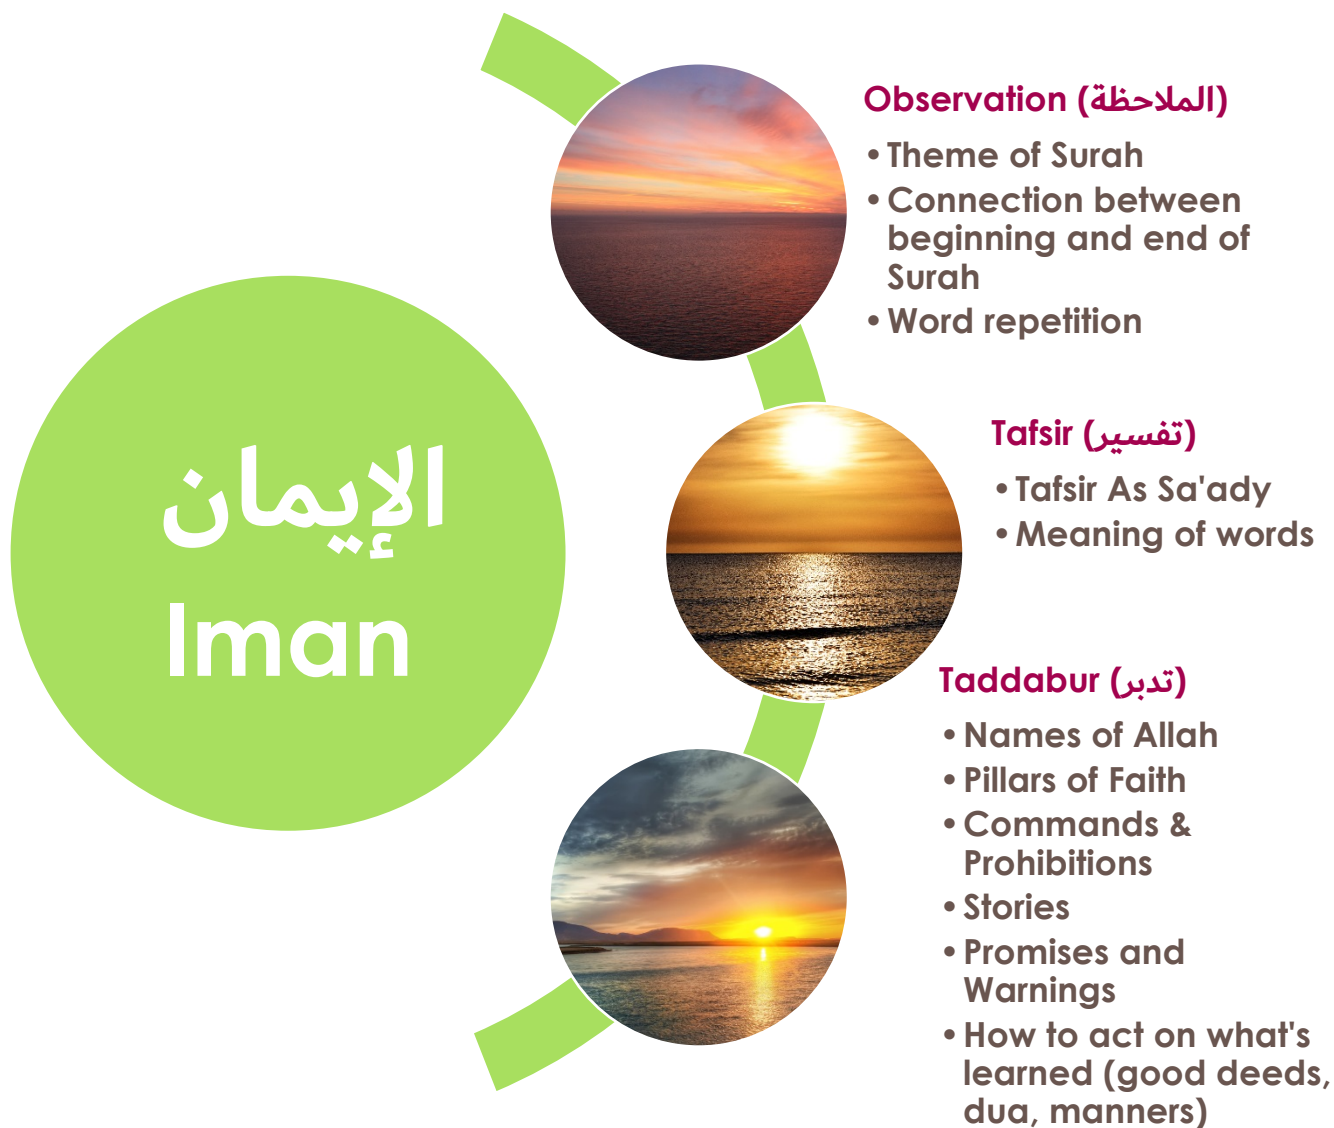 الإيمان
Iman
Observation (الملاحظة)
• Theme of Surah
• Connection between
beginning and end of
Surah
• Word repetition
Tafsir (تفسير)
• Tafsir As Sa'ady
• Meaning of words
Taddabur (تدبر)
• Names of Allah
• Pillars of Faith
• Commands &
Prohibitions
• Stories
• Promises and
Warnings
• How to act on what's
learned (good deeds,
dua, manners)